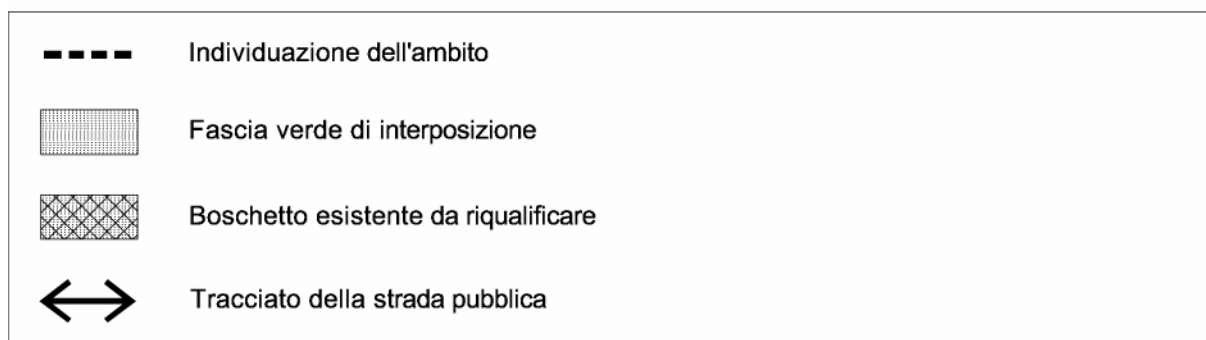 Individuazione dell'ambito
Fascia verde di interposizione
Boschetto esistente da riqualificare
Tracciato della strada pubblica